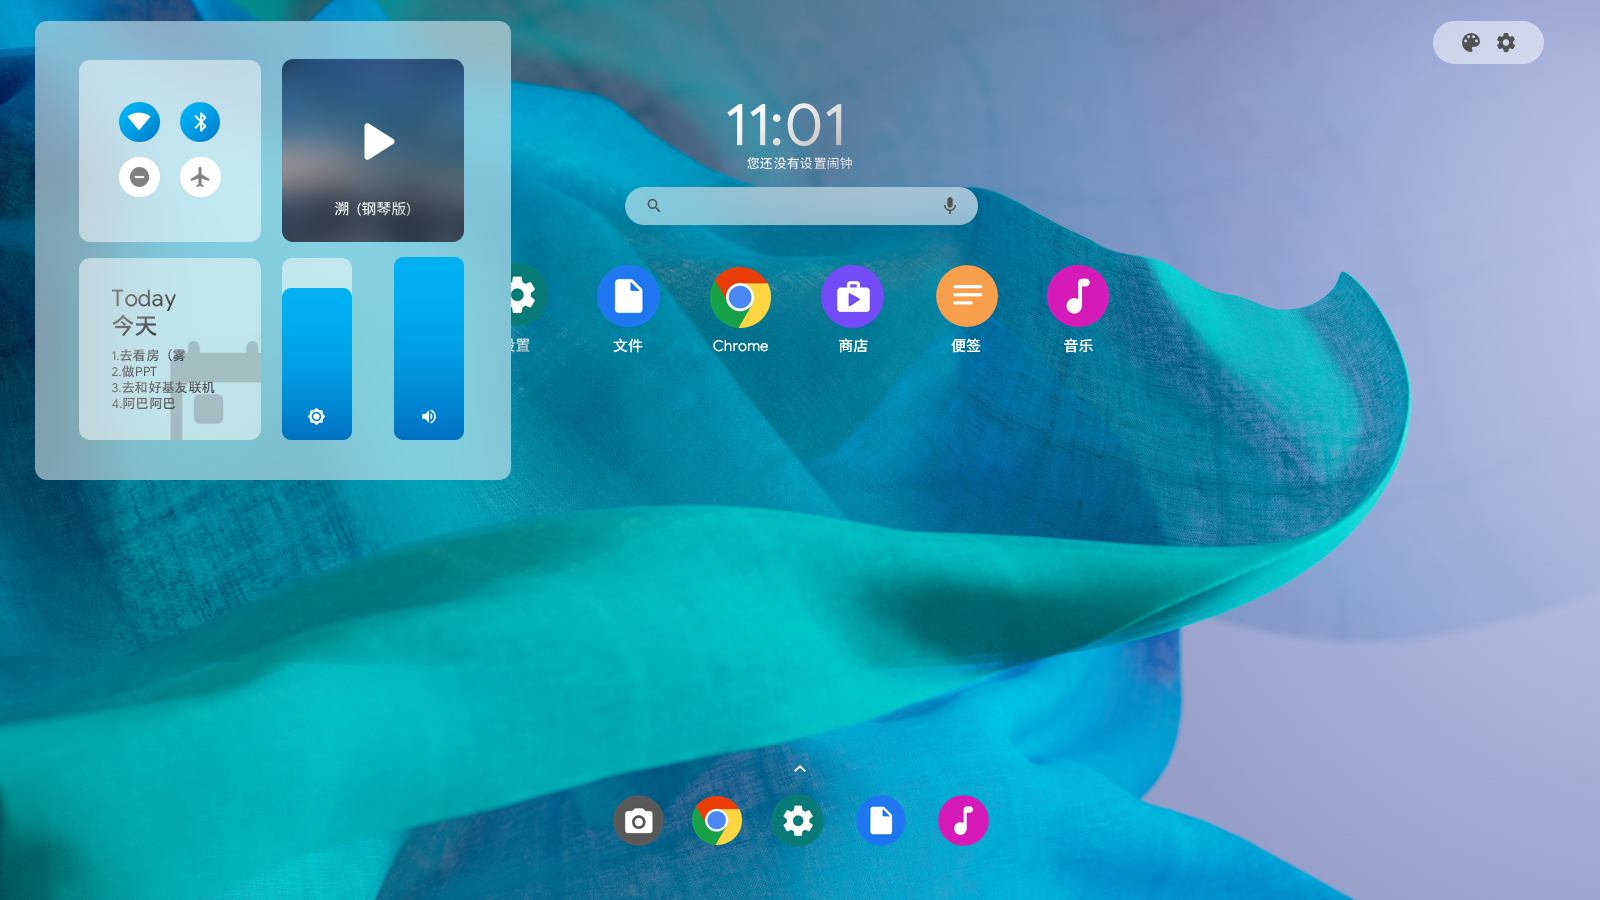 溯 (钢琴版)
Today
今天
1.去看房（雾
2.做PPT
3.去和好基友联机
4.阿巴阿巴
11:01
您还没有设置闹钟
设置
文件
Chrome
商店
便签
音乐